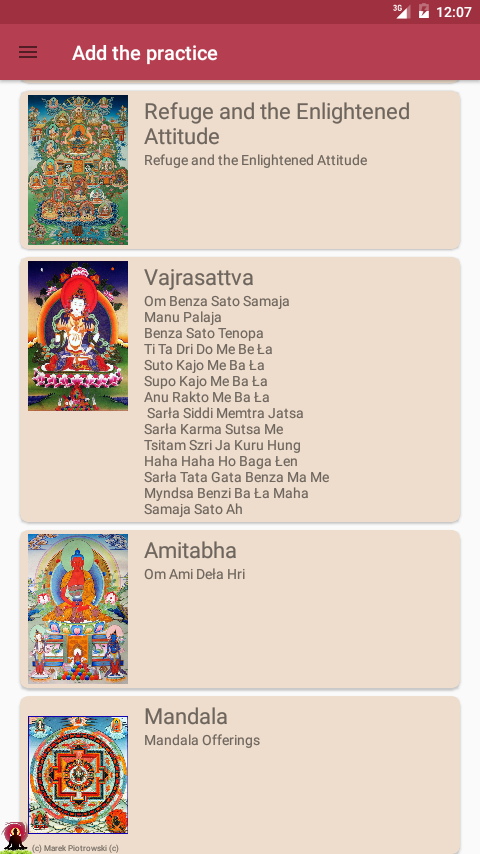 3G
12:07
Add the practice
Refuge and the Enlightened
Attitude
Refuge and the Enlightened Attitude
Vajrasattva
Om Benza Sato Samaja
Manu Palaja
Benza Sato Tenopa
Ti Ta Dri Do Me Be Ła
Suto Kajo Me Ba Ła
Supo Kajo Me Ba Ła
Anu Rakto Me Ba Ła
Sarła Siddi Memtra Jatsa
Sarła Karma Sutsa Me
Tsitam Szri Ja Kuru Hung
Haha Haha Ho Baga Łen
Sarła Tata Gata Benza Ma Me
Myndsa Benzi Ba Ła Maha
Samaja Sato Ah
Amitabha
Om Ami Deła Hri
Mandala
Mandala Offerings
(c) Marek Piotrowski (c)